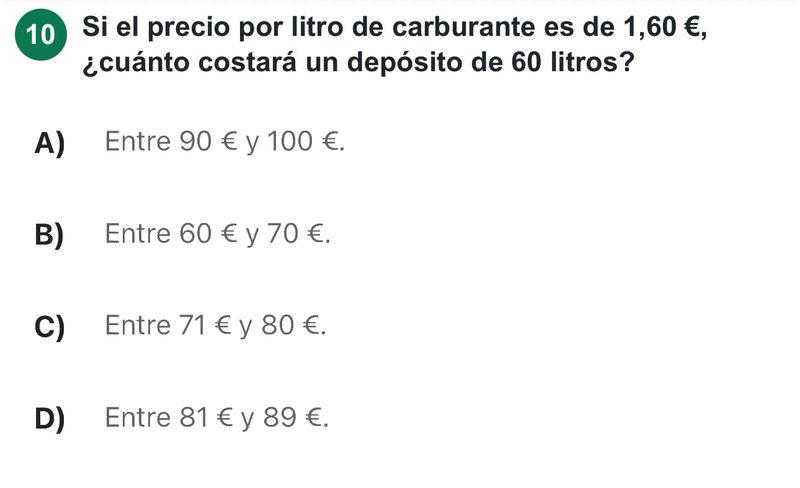 10 Si el precio por litro de carburante es de 1,60 €,
¿cuánto costará un depósito de 60 litros?
A) Entre 90 € y 100 €.
B) Entre 60 € y 70 €.
C) Entre 71 € y 80 €.
D) Entre 81 € y 89 €.